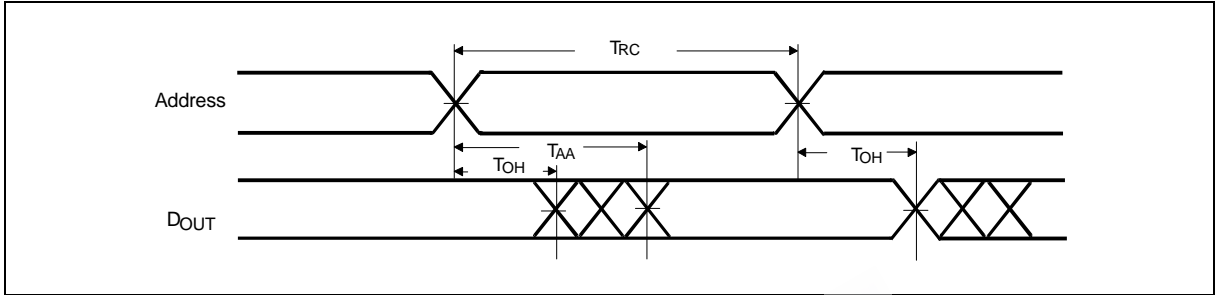 TRC
Address
TAA
TOH
TOH
DOUT